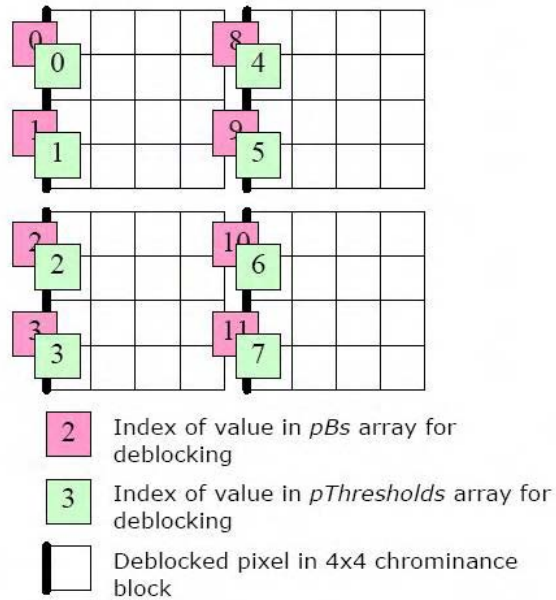 0 8
0 4
1 9
1 5
2 10
2 6
3 11
3 7
2 Index of value in pBs array for
deblocking
3 Index of value in pThresholds array for
deblocking
Deblocked pixel in 4x4 chrominance
block